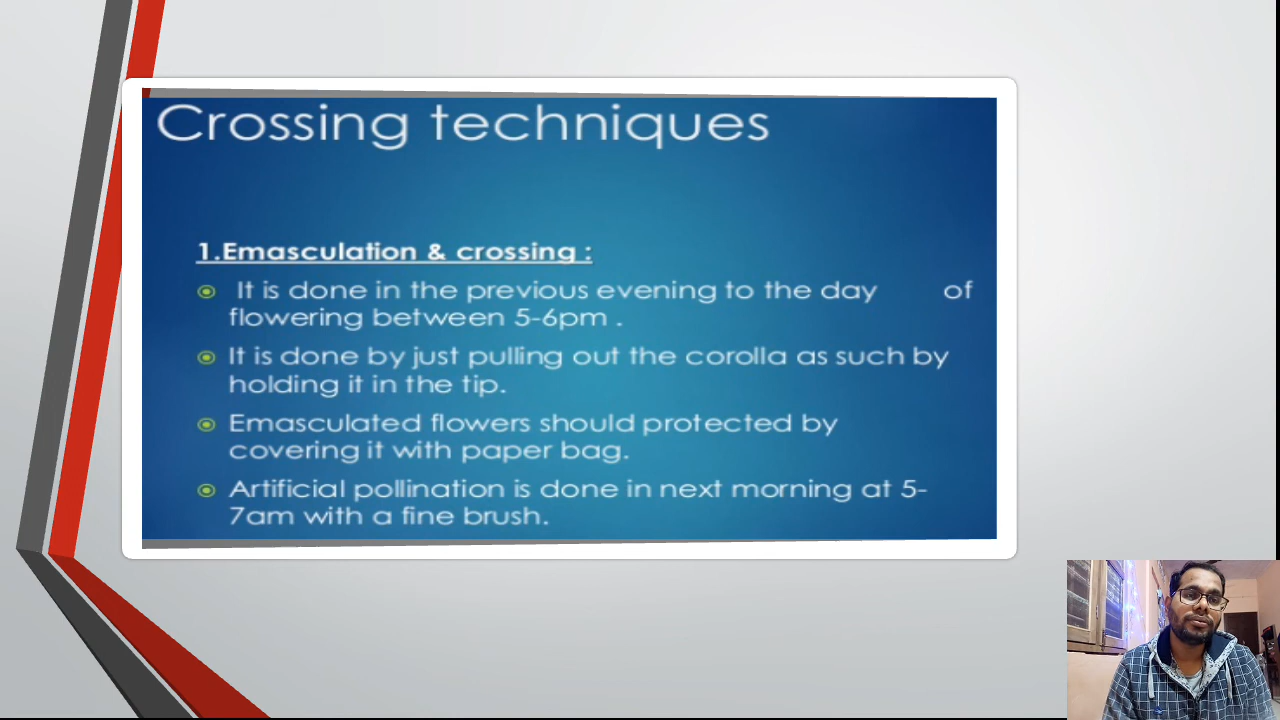 Crossing techniques
1.Emasculation & crossing :
It is done in the previous evening to the day of
flowering between 5-6pm .
It is done by just pulling out the corolla as such by
holding it in the tip.
Emasculated flowers should protected by
covering it with paper bag.
Artificial pollination is done in next morning at 5-
7am with a fine brush.